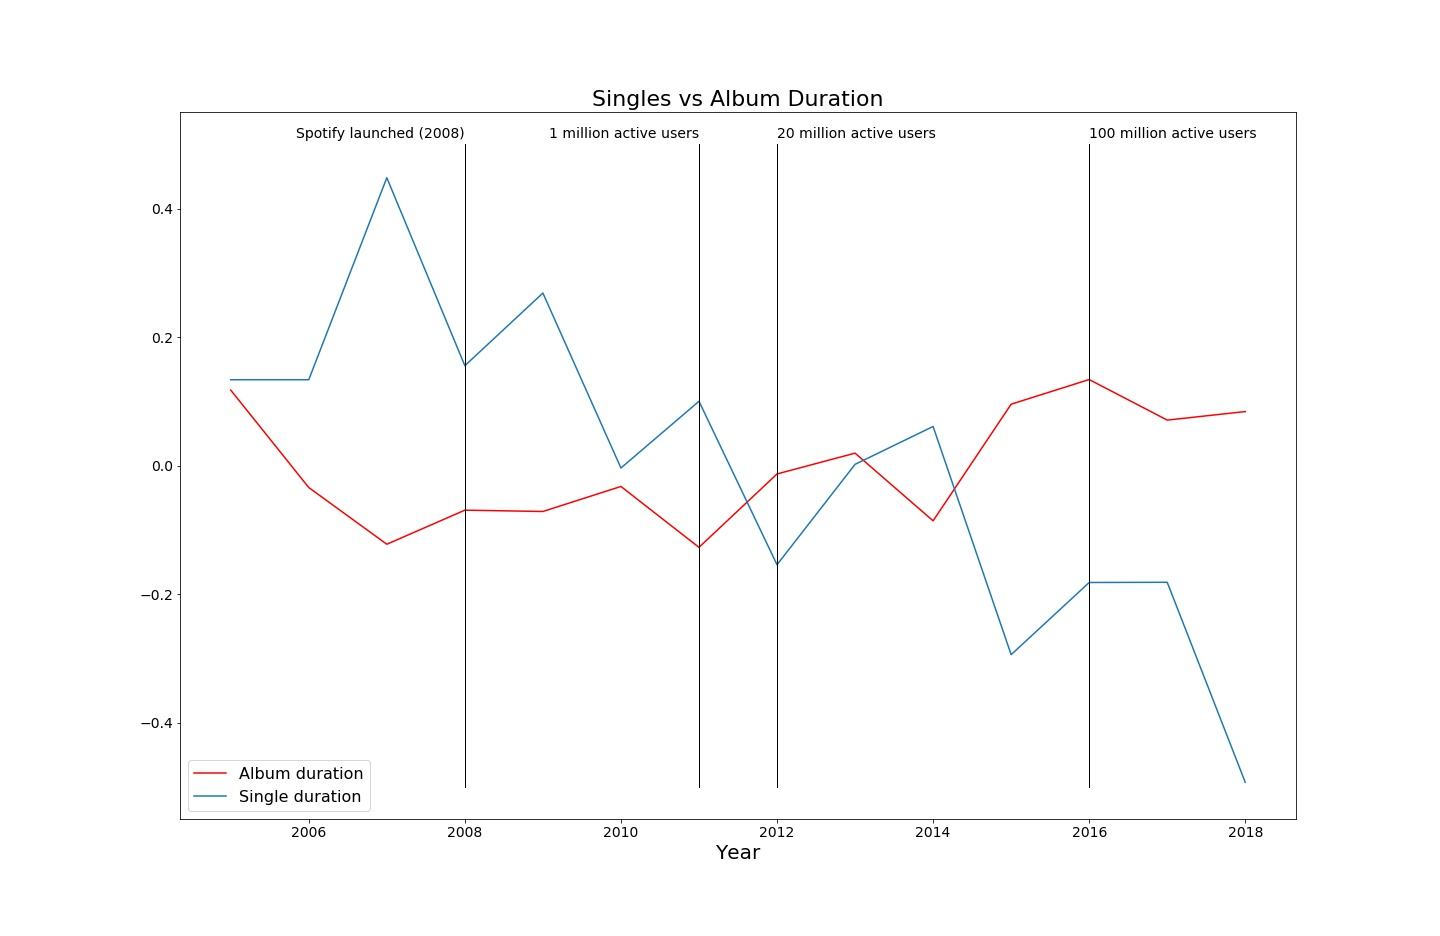 Singles vs Album Duration
Spotify launched (2008)
1 million active users
20 million active users
100 million active users
0.4
0.2
0.0
−0.2
−0.4
Album duration
Single duration
2006
2008
2010
2012
2014
2016
2018
Year